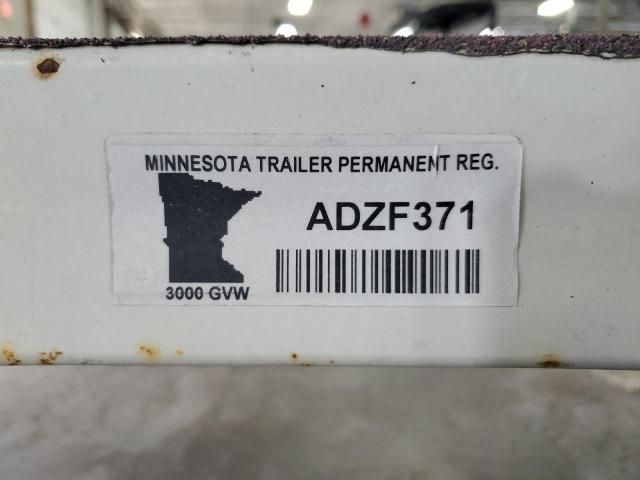 MINNESOTA TRAILER PERMANENT REG.
ADZF371
3000 GVW